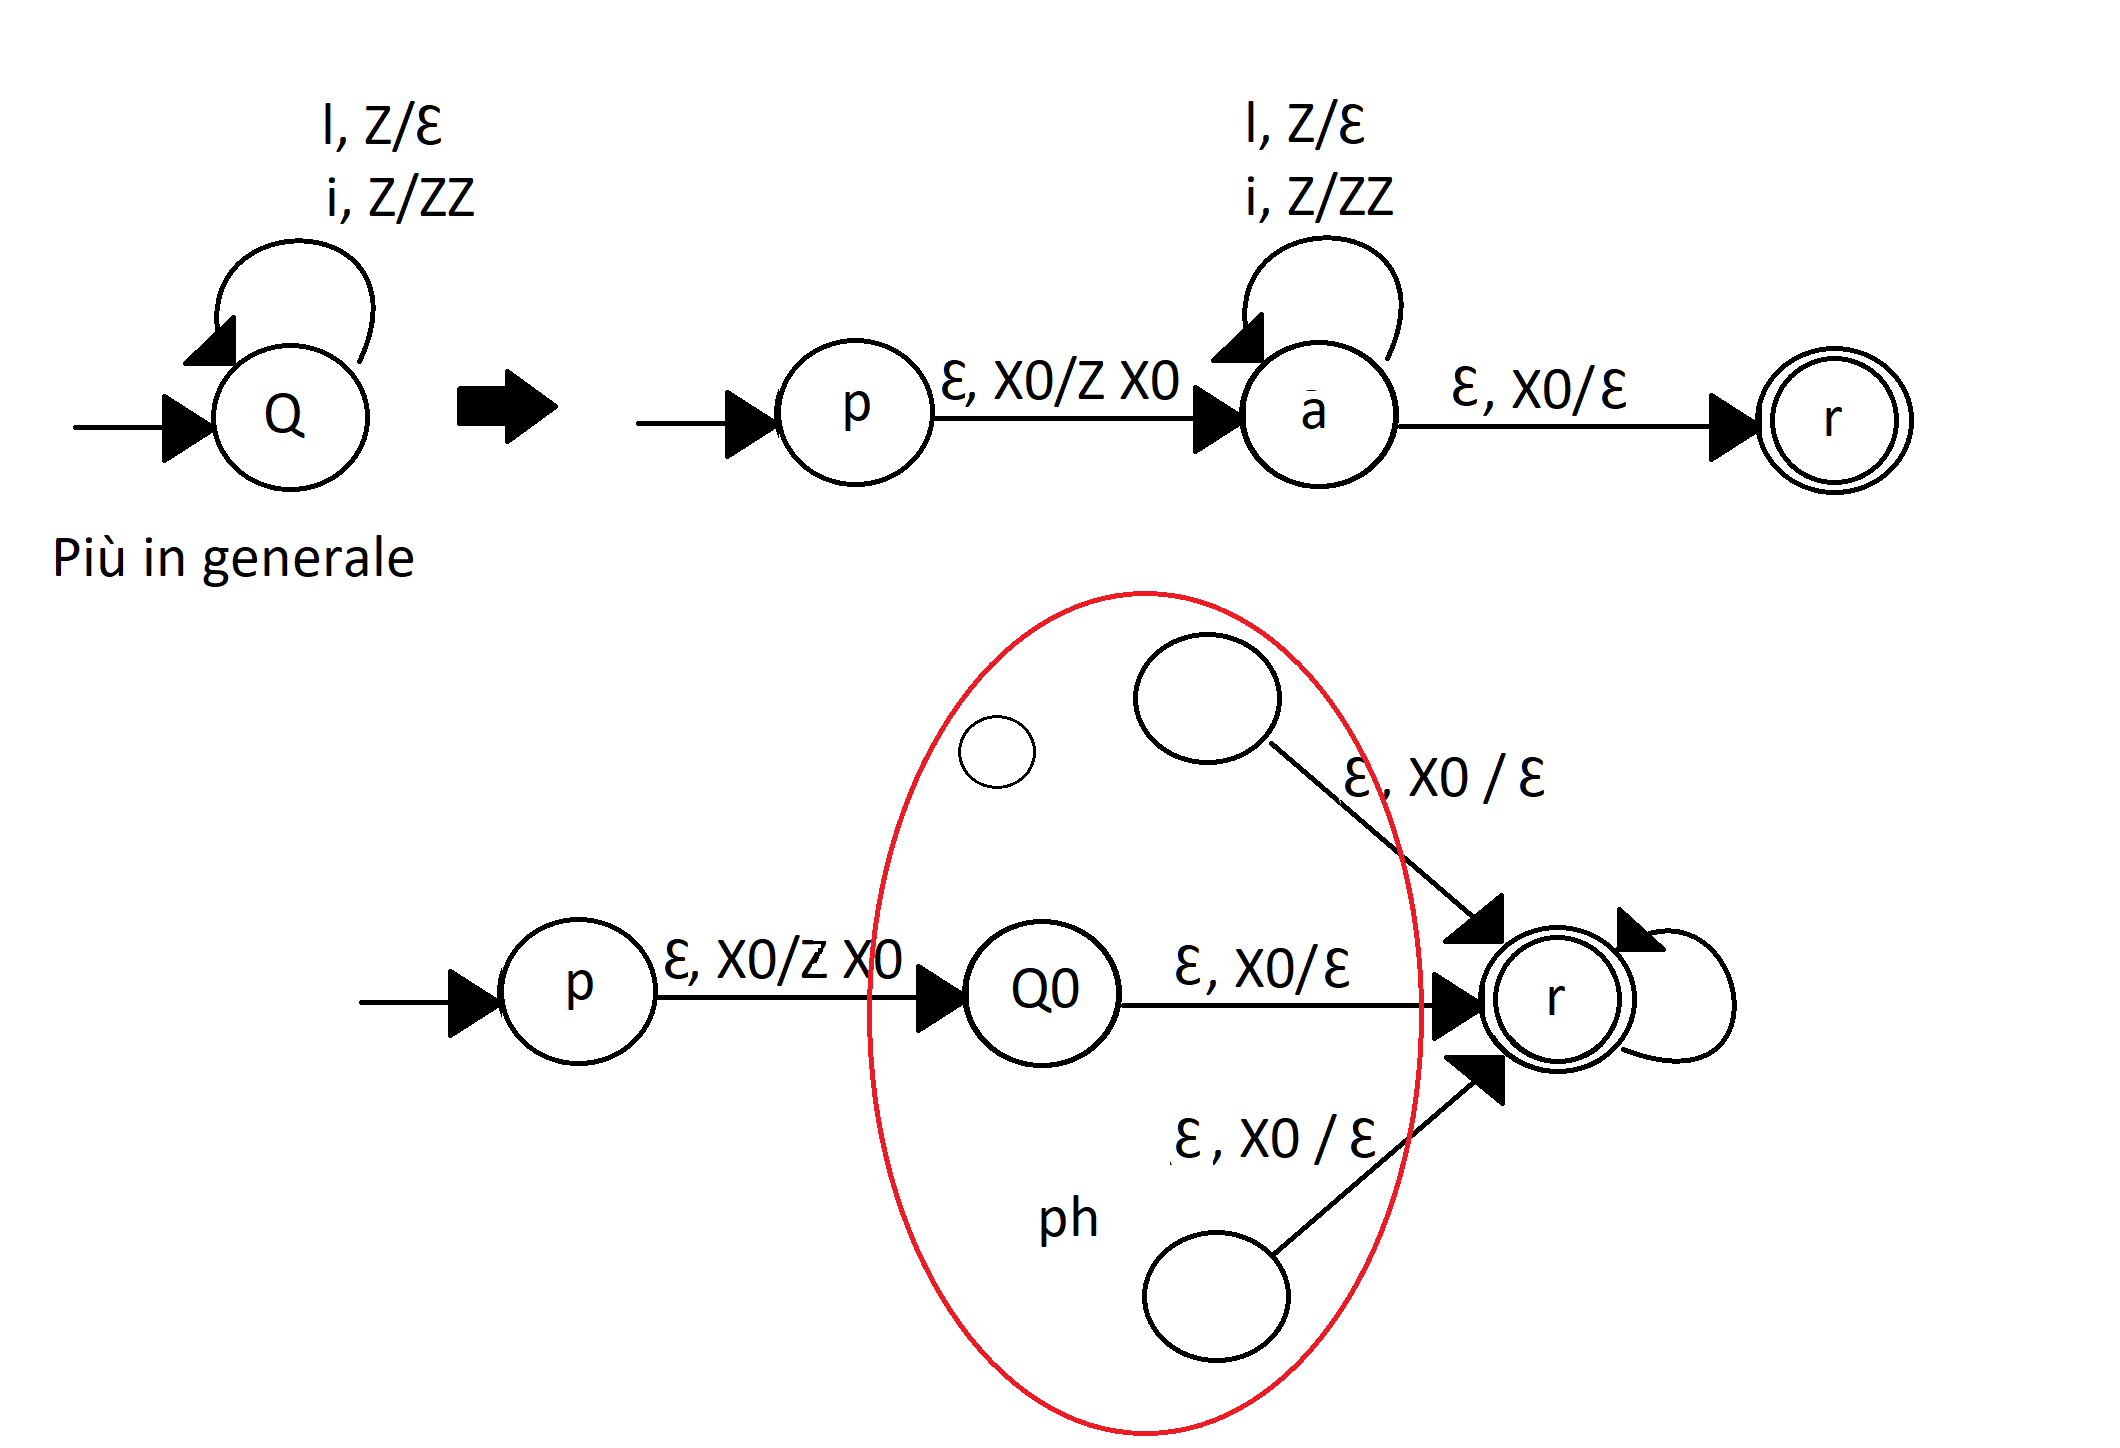 l, Z/Ɛ
i, Z/ZZ
Q
l, Z/Ɛ
i, Z/ZZ
p
Ɛ, X0/Z X0
a
Ɛ, X0/Ɛ
r
Più in generale
Ɛ, X0 / Ɛ
p
Ɛ, X0/Z X0
Q0
Ɛ, X0/Ɛ
r
Ɛ, X0 / Ɛ
ph